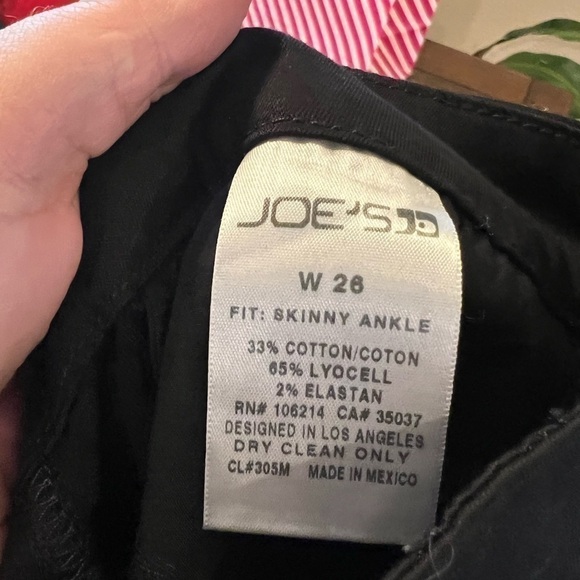 JOE'S
W 26
FIT: SKINNY ANKLE
33% COTTON/COTON
65% LYOCELL
2% ELASTAN
RN# 106214 CA# 35037
DESIGNED IN LOS ANGELES
DRY CLEAN ONLY
CL#305M MADE IN MEXICO